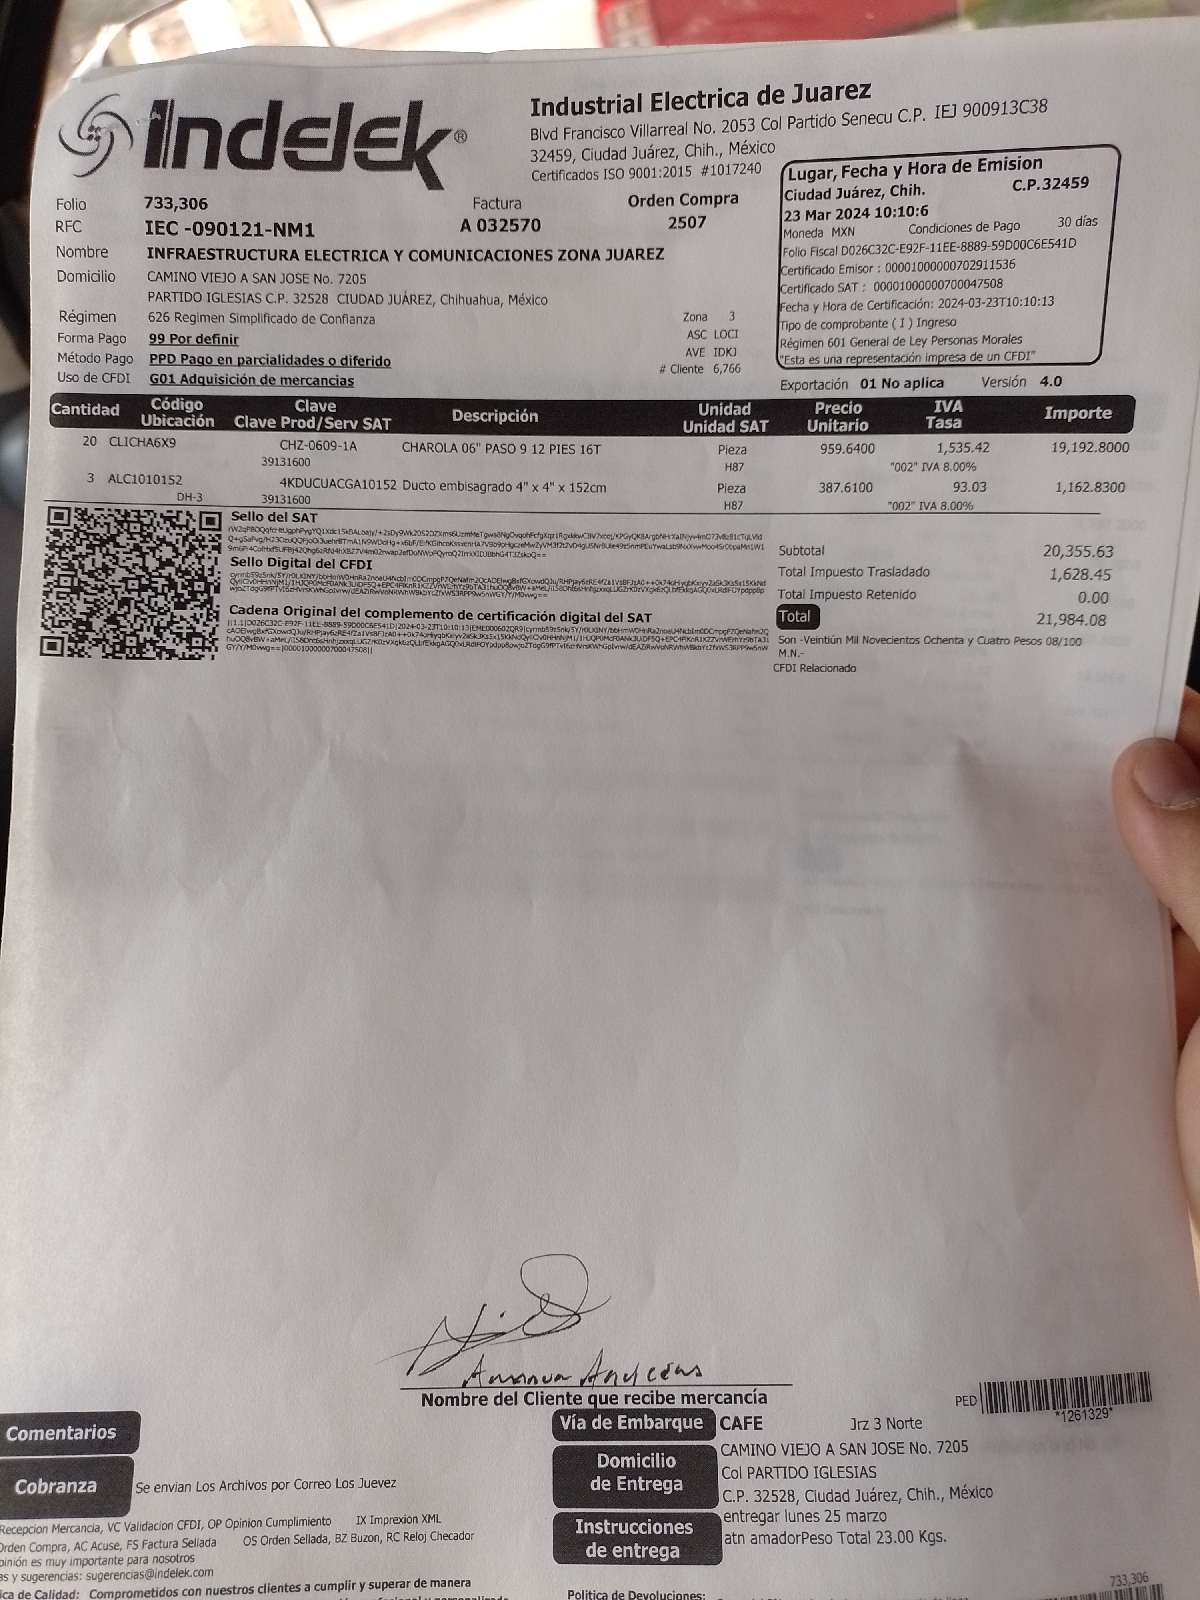 Indelek®
Industrial Electrica de Juarez
Blvd Francisco Villarreal No. 2053 Col Partido Senecu C.P. IEJ 900913C38
32459, Ciudad Juárez, Chih., México
Certificados ISO 9001:2015 #1017240
Folio 733,306 Factura Orden Compra
RFC IEC -090121-NM1 A 032570 2507
Nombre INFRAESTRUCTURA ELECTRICA Y COMUNICACIONES ZONA JUAREZ
Domicilio CAMINO VIEJO A SAN JOSE No. 7205
PARTIDO IGLESIAS C.P. 32528 CIUDAD JUÁREZ, Chihuahua, México
Régimen 626 Regimen Simplificado de Confianza
Forma Pago 99 Por definir
Método Pago PPD Pago en parcialidades o diferido
Uso de CFDI G01 Adquisición de mercancias
Zona 3
ASC LOCI
AVE IDKJ
# Cliente 6,766
Lugar, Fecha y Hora de Emision
Ciudad Juárez, Chih. C.P.32459
23 Mar 2024 10:10:6
Moneda MXN Condiciones de Pago 30 días
Folio Fiscal D026C32C-E92F-11EE-8889-59D00C6E541D
Certificado Emisor : 00001000000702911536
Certificado SAT : 00001000000700047508
Fecha y Hora de Certificación: 2024-03-23T10:10:13
Tipo de comprobante ( I ) Ingreso
Régimen 601 General de Ley Personas Morales
"Esta es una representación impresa de un CFDI"
Exportación 01 No aplica Versión 4.0
Cantidad Código Ubicación Clave Clave Prod/Serv SAT Descripción Unidad Unidad SAT Precio Unitario IVA Tasa Importe
20 CLICHA6X9 CHZ-0609-1A CHAROLA 06" PASO 9 12 PIES 16T Pieza 959.6400 1,535.42 19,192.8000
39131600 H87 "002" IVA 8.00%
3 ALC1010152 4KDUCUACGA10152 Ducto embisagrado 4" x 4" x 152cm Pieza 387.6100 93.03 1,162.8300
DH-3 39131600 H87 "002" IVA 8.00%
Sello del SAT
Sello Digital del CFDI
Cadena Original del complemento de certificación digital del SAT
Subtotal 20,355.63
Total Impuesto Trasladado 1,628.45
Total Impuesto Retenido 0.00
Total 21,984.08
Son -Veintiún Mil Novecientos Ochenta y Cuatro Pesos 08/100
M.N.-
CFDI Relacionado
Nombre del Cliente que recibe mercancía
PED *1261329*
Comentarios
Cobranza Se envian Los Archivos por Correo Los Juevez
Vía de Embarque CAFE Jrz 3 Norte
Domicilio de Entrega CAMINO VIEJO A SAN JOSE No. 7205
Col PARTIDO IGLESIAS
C.P. 32528, Ciudad Juárez, Chih., México
Instrucciones de entrega entregar lunes 25 marzo
atn amadorPeso Total 23.00 Kgs.
Recepcion Mercancia, VC Validacion CFDI, OP Opinion Cumplimiento IX Imprexion XML
Orden Compra, AC Acuse, FS Factura Sellada OS Orden Sellada, BZ Buzon, RC Reloj Checador
pinión es muy importante para nosotros
as y sugerencias: sugerencias@indelek.com
ica de Calidad: Comprometidos con nuestros clientes a cumplir y superar de manera
Politica de Devoluciones:
733,306